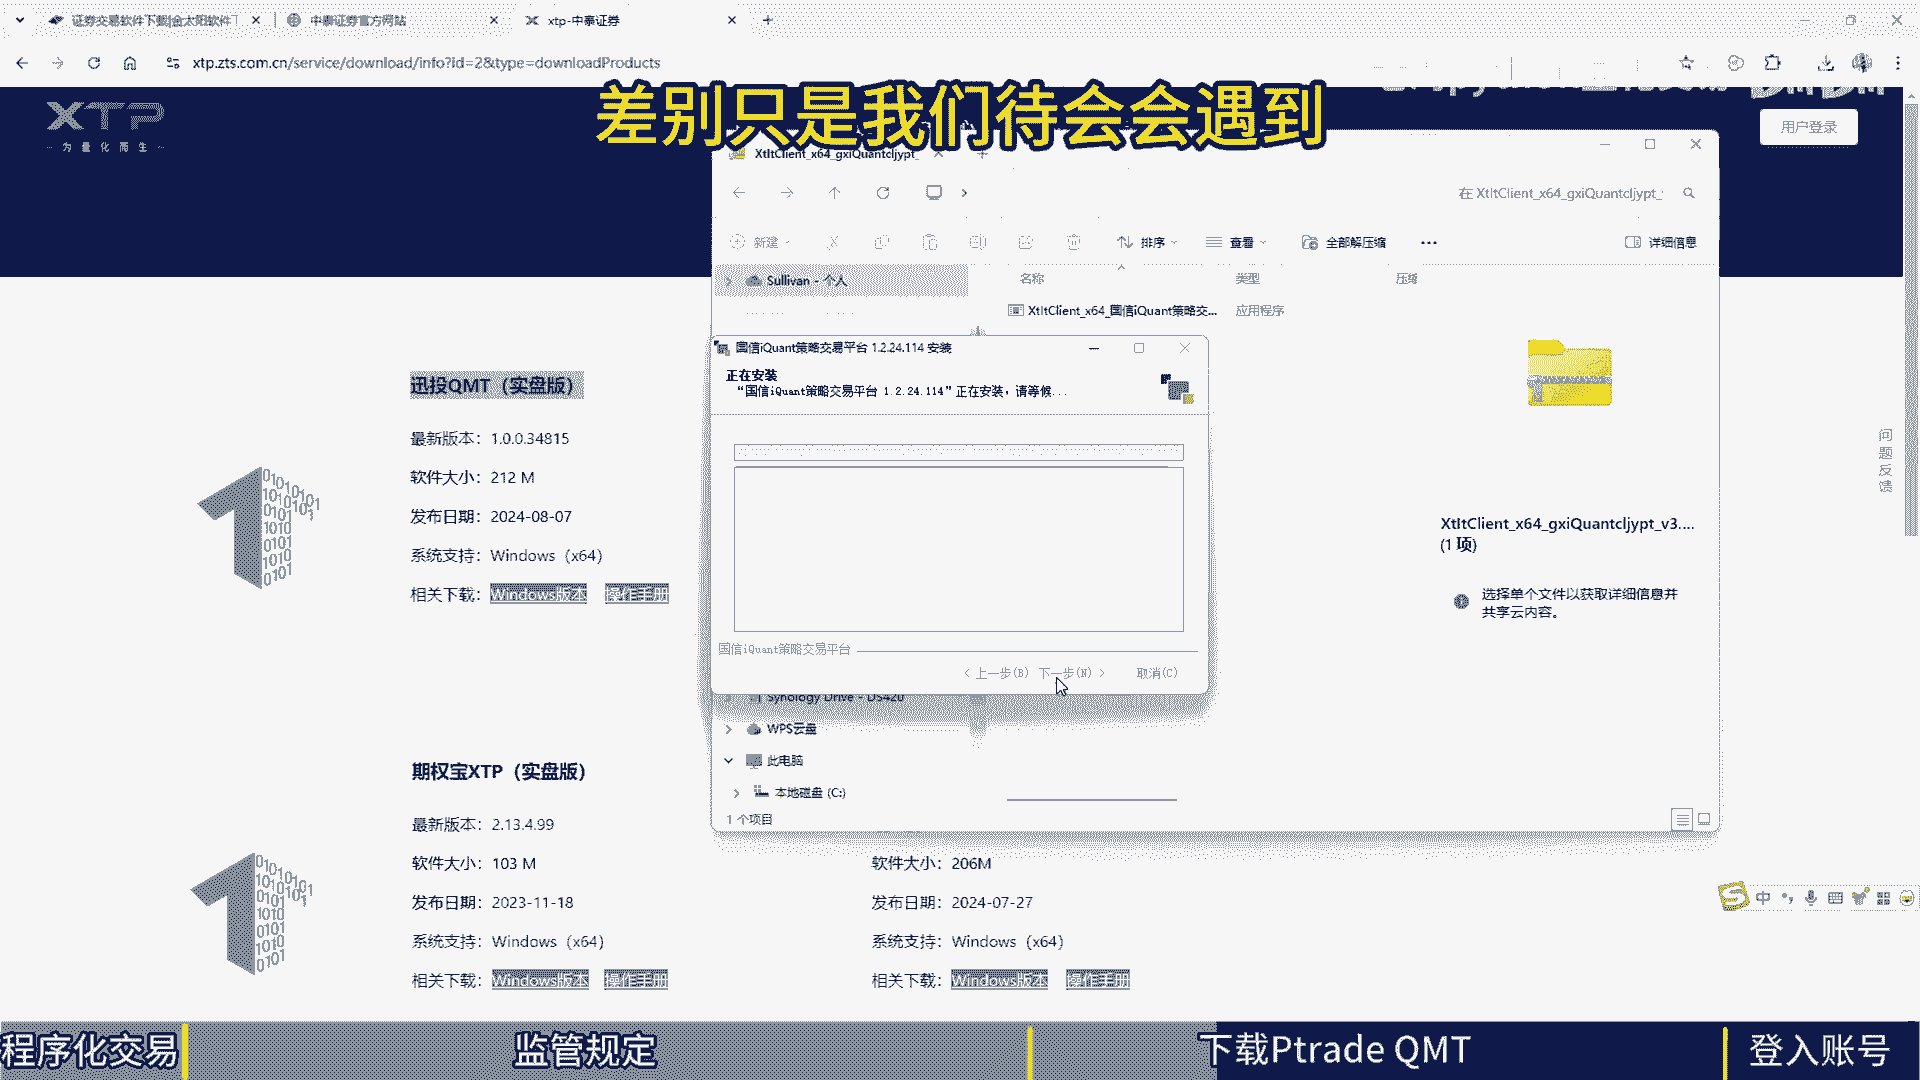 证券交易软件下载|金太阳软件下
中泰证券官方网站
xtp-中泰证券
xtp.zts.com.cn/service/download/info?id=2&type=downloadProducts
差别只是我们待会会遇到
XTP
为量化而生
用户登录
XtItClient_x64_gxiQuantcljypt_
在 XtItClient_x64_gxiQuantcljypt_
新建
排序
查看
全部解压缩
详细信息
Sullivan - 个人
名称
类型
压缩
XtItClient_x64_国信iQuant策略交...
应用程序
国信iQuant策略交易平台 1.2.24.114 安装
正在安装
“国信iQuant策略交易平台 1.2.24.114”正在安装，请等候...
国信iQuant策略交易平台
< 上一步(B)
下一步(N) >
取消(C)
Synology Drive - DS420
WPS云盘
此电脑
本地磁盘 (C:)
1 个项目
XtItClient_x64_gxiQuantcljypt_v3....
(1 项)
选择单个文件以获取详细信息并
共享云内容。
问题反馈
迅投QMT（实盘版）
最新版本：1.0.0.34815
软件大小：212 M
发布日期：2024-08-07
系统支持：Windows（x64）
相关下载：Windows版本 操作手册
期权宝XTP（实盘版）
最新版本：2.13.4.99
软件大小：103 M
发布日期：2023-11-18
系统支持：Windows（x64）
相关下载：Windows版本 操作手册
软件大小：206M
发布日期：2024-07-27
系统支持：Windows（x64）
相关下载：Windows版本 操作手册
中
程序化交易
监管规定
下载Ptrade QMT
登入账号